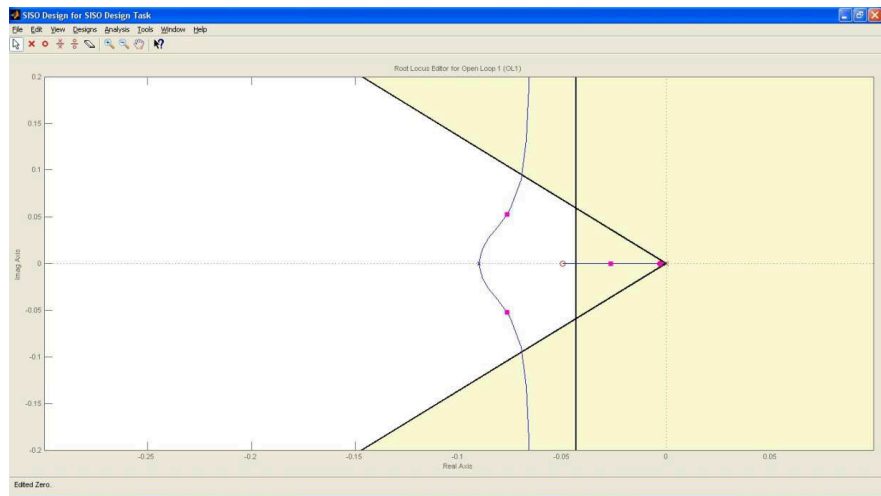 SISO Design for SISO Design Task
File Edit View Designs Analysis Tools Window Help
Root Locus Editor for Open Loop 1 (OL1)
0.2
0.15
0.1
0.05
0
-0.05
-0.1
-0.15
-0.2
Imag Axis
-0.25 -0.2 -0.15 -0.1 -0.05 0 0.05
Real Axis
Edited Zero.